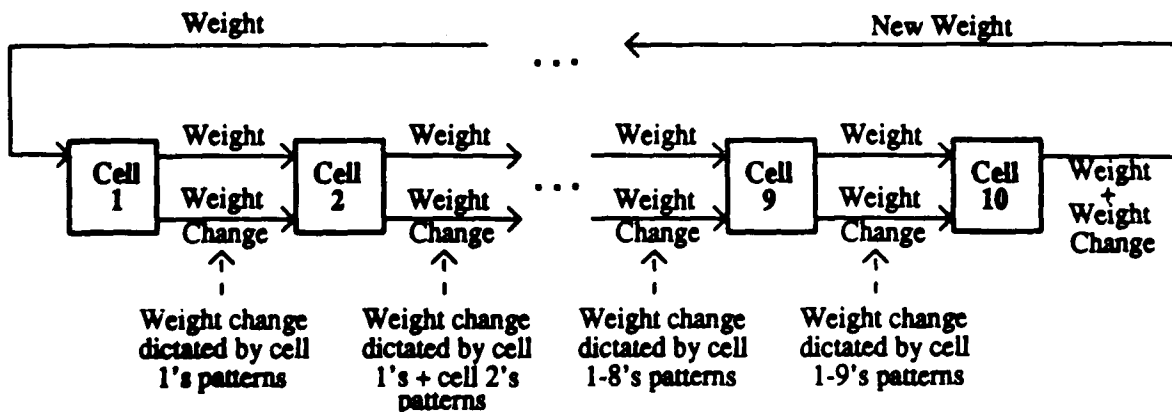 Weight
New Weight
...
Weight
Weight
Weight
Weight
Cell
1
Cell
2
...
Cell
9
Cell
10
Weight
Change
Weight
Change
Weight
Change
Weight
Change
Weight
+
Weight
Change
Weight change
dictated by cell
1's patterns
Weight change
dictated by cell
1's + cell 2's
patterns
Weight change
dictated by cell
1-8's patterns
Weight change
dictated by cell
1-9's patterns